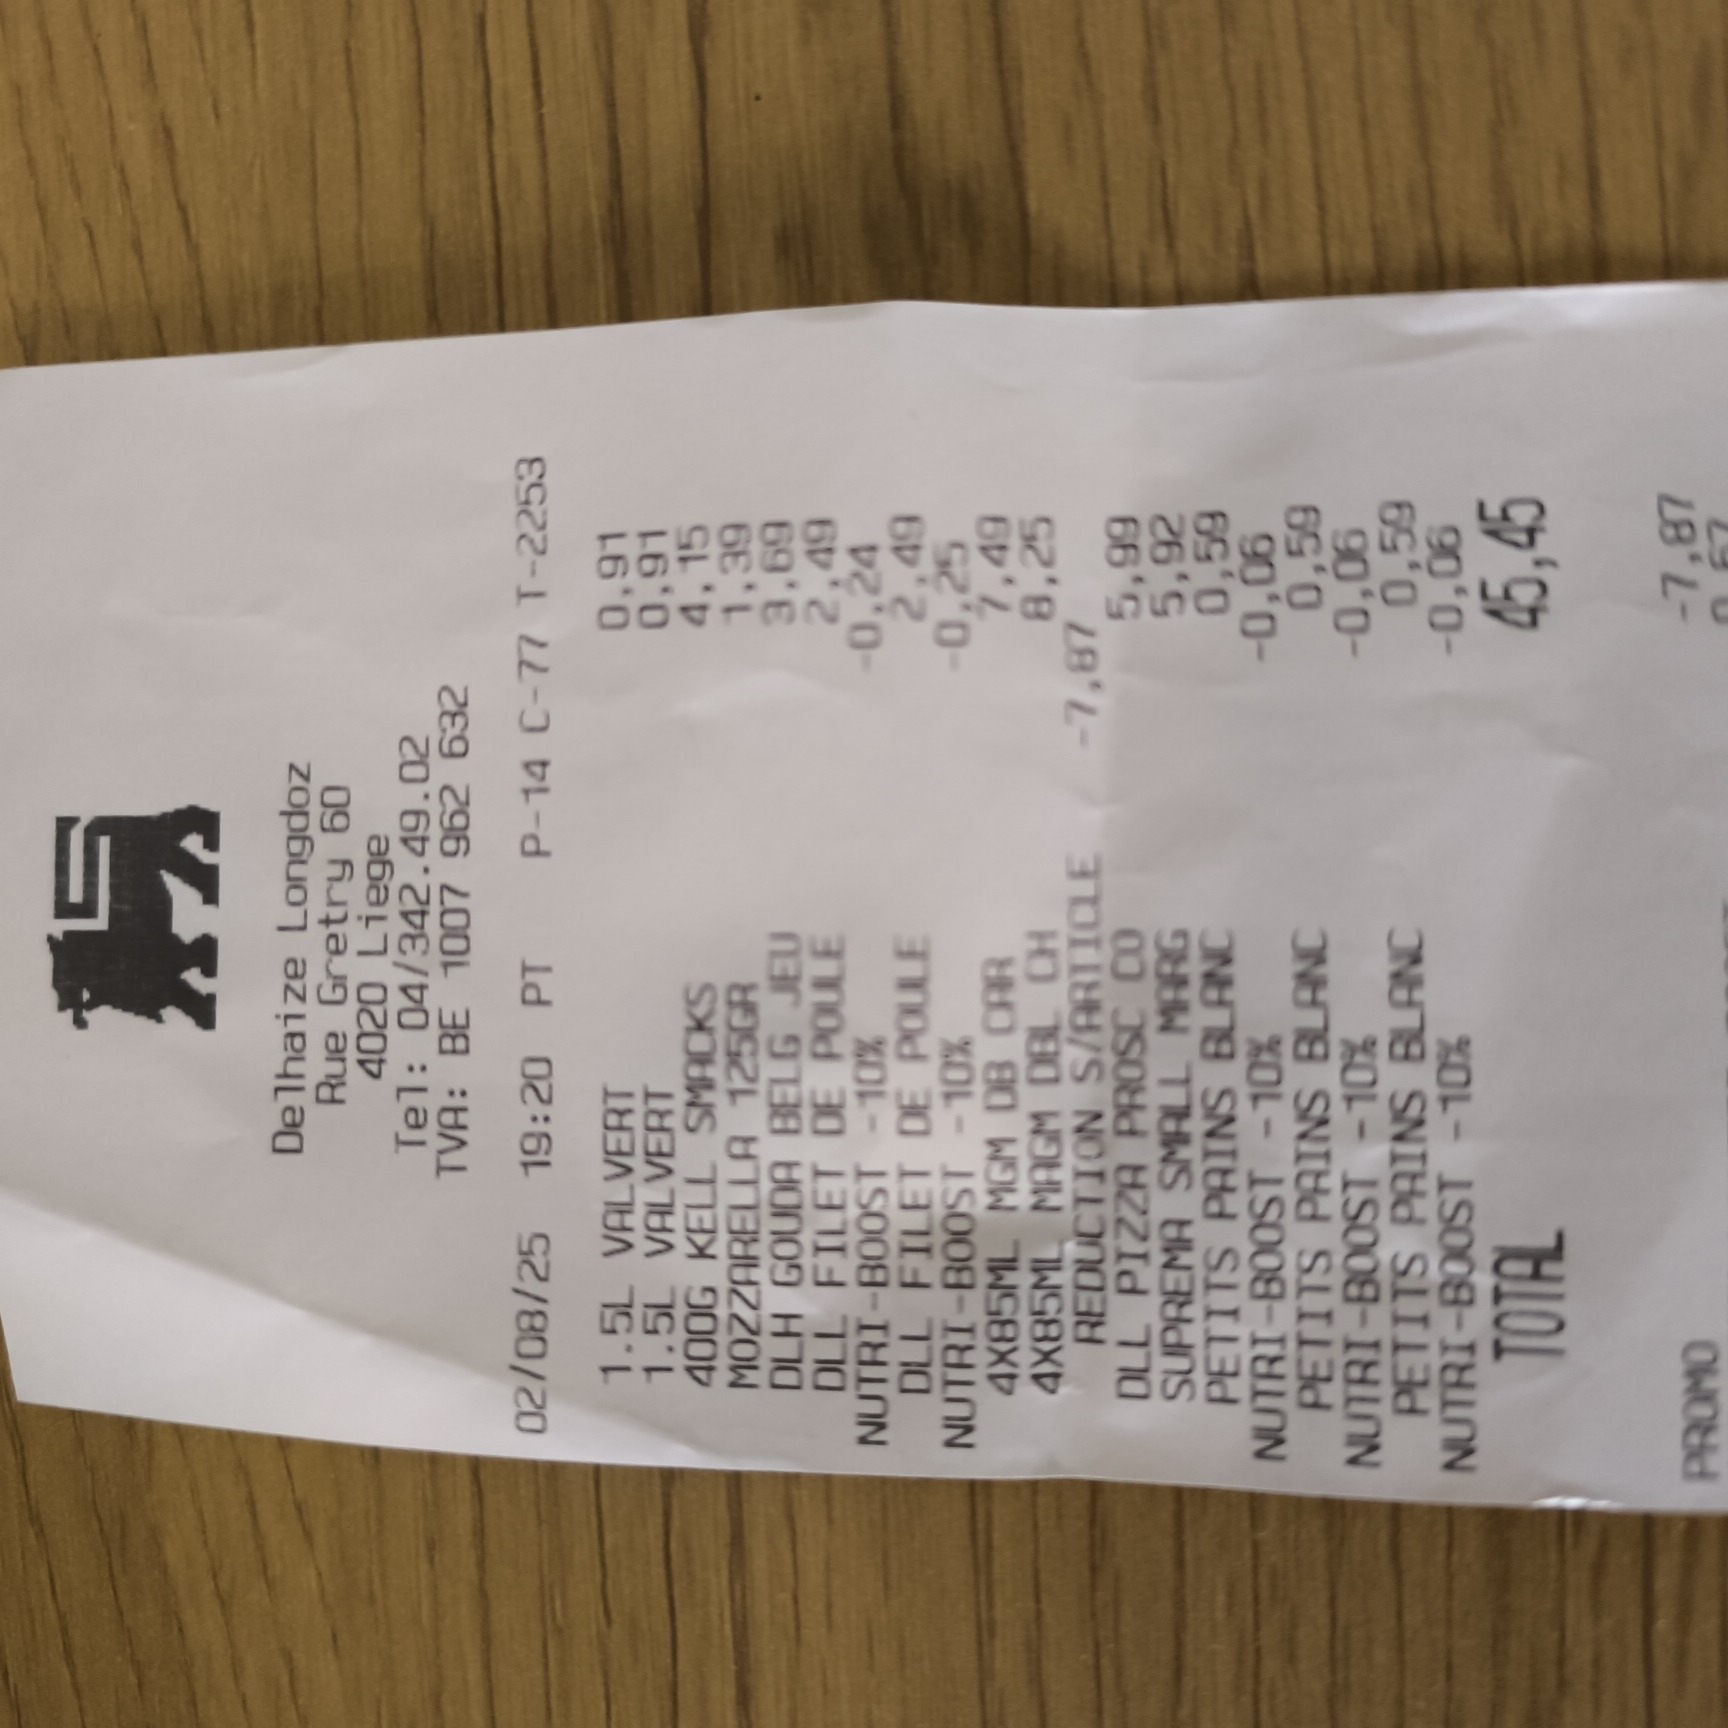 Delhaize Longdoz
Rue Gretry 60
4020 Liege
Tel: 04/342.49.02
TVA: BE 1007 962 632
02/08/25 19:20 PT P-14 C-77 T-2253
1.5L VALVERT 0,91
1.5L VALVERT 0,91
400G KELL SMACKS 4,15
MOZZARELLA 125GR 1,39
DLH GOUDA BELG JEU 3,69
DLL FILET DE POULE 2,49
NUTRI-BOOST -10% -0,24
DLL FILET DE POULE 2,49
NUTRI-BOOST -10% -0,25
4X85ML MGM DB CAR 7,49
4X85ML MAGM DBL CH 8,25
REDUCTION S/ARTICLE -7,87
DLL PIZZA PROSC CO 5,99
SUPREMA SMALL MARG 5,92
PETITS PAINS BLANC 0,59
NUTRI-BOOST -10% -0,06
PETITS PAINS BLANC 0,59
NUTRI-BOOST -10% -0,06
PETITS PAINS BLANC 0,59
NUTRI-BOOST -10% -0,06
TOTAL 45,45
PROMO -7,87